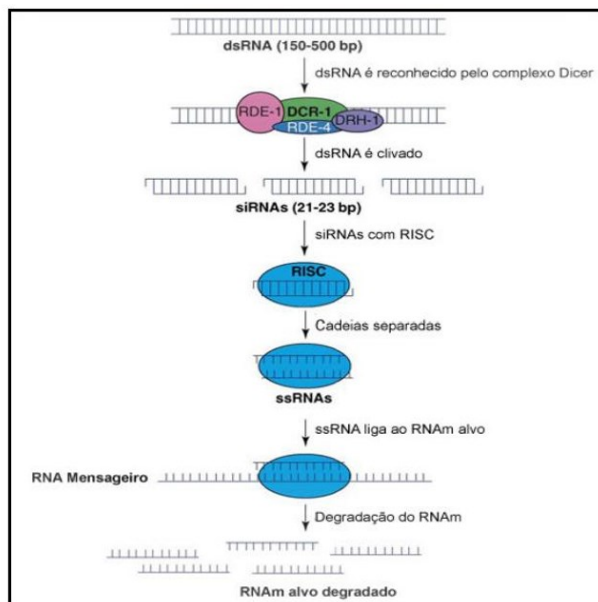 dsRNA (150-500 bp)
dsRNA é reconhecido pelo complexo Dicer
RDE-1
DCR-1
RDE-4
DRH-1
dsRNA é clivado
siRNAs (21-23 bp)
siRNAs com RISC
RISC
Cadeias separadas
ssRNAs
ssRNA liga ao RNAm alvo
RNA Mensageiro
Degradação do RNAm
RNAm alvo degradado